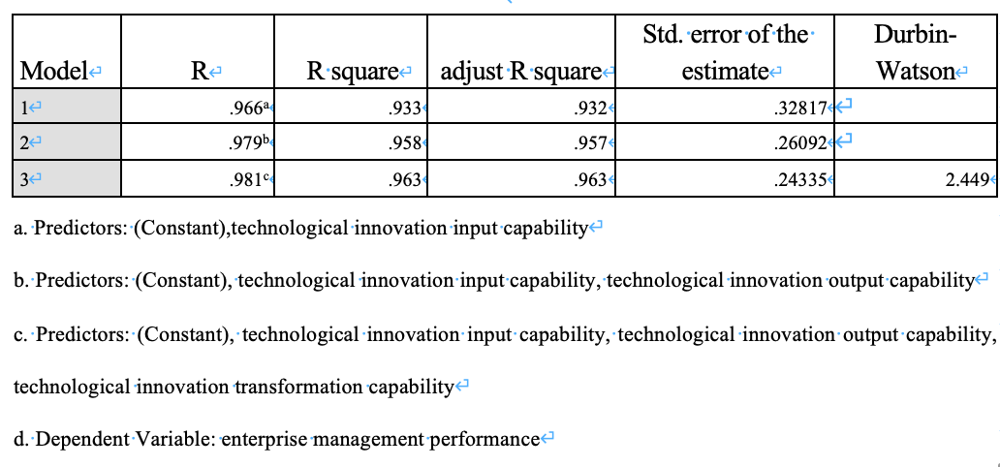 Model R R square adjust R square Std. error of the estimate Durbin-Watson
1 .966a .933 .932 .32817
2 .979b .958 .957 .26092
3 .981c .963 .963 .24335 2.449
a. Predictors: (Constant),technological innovation input capability
b. Predictors: (Constant), technological innovation input capability, technological innovation output capability
c. Predictors: (Constant), technological innovation input capability, technological innovation output capability,
technological innovation transformation capability
d. Dependent Variable: enterprise management performance